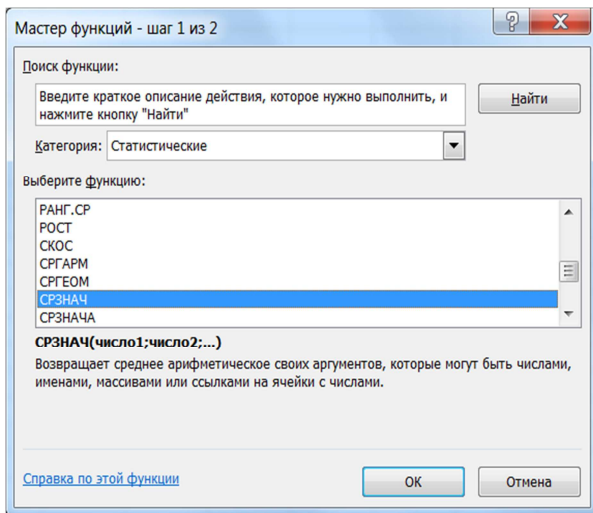 Мастер функций - шаг 1 из 2
Поиск функции:
Введите краткое описание действия, которое нужно выполнить, и
нажмите кнопку "Найти"
Найти
Категория: Статистические
Выберите функцию:
РАНГ.СР
РОСТ
СКОС
СРГАРМ
СРГЕОМ
СРЗНАЧ
СРЗНАЧА
СРЗНАЧ(число1;число2;...)
Возвращает среднее арифметическое своих аргументов, которые могут быть числами,
именами, массивами или ссылками на ячейки с числами.
Справка по этой функции
ОК
Отмена